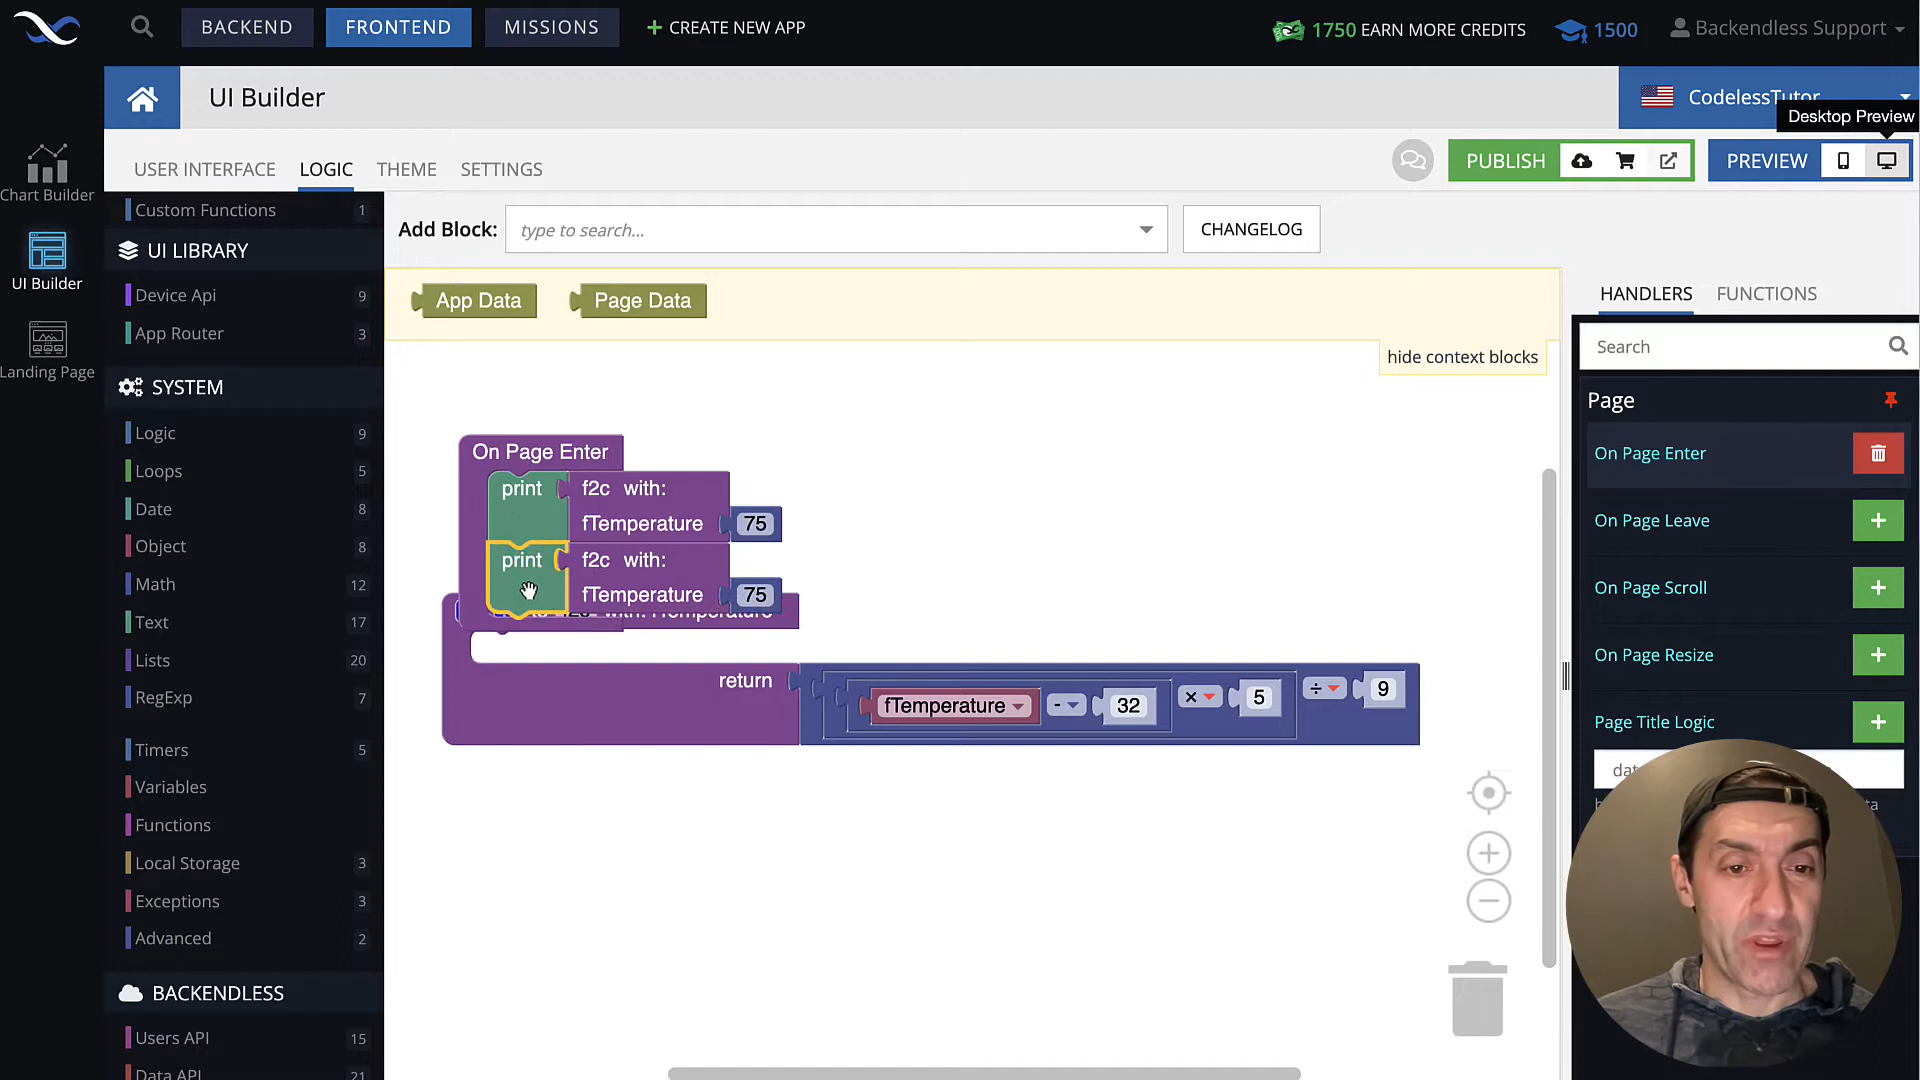 BACKEND FRONTEND MISSIONS + CREATE NEW APP 1750 EARN MORE CREDITS 1500 Backendless Support
UI Builder CodelessTutor
Desktop Preview
USER INTERFACE LOGIC THEME SETTINGS PUBLISH PREVIEW
Chart Builder
UI Builder
Landing Page
Custom Functions 1
UI LIBRARY
Device Api 9
App Router 3
SYSTEM
Logic 9
Loops 5
Date 8
Object 8
Math 12
Text 17
Lists 20
RegExp 7
Timers 5
Variables
Functions
Local Storage 3
Exceptions 3
Advanced 2
BACKENDLESS
Users API 15
Data API 21
Add Block: type to search... CHANGELOG
App Data Page Data
hide context blocks
On Page Enter
print f2c with:
fTemperature 75
print f2c with:
fTemperature 75
return fTemperature - 32 × 5 ÷ 9
HANDLERS FUNCTIONS
Search
Page
On Page Enter
On Page Leave +
On Page Scroll +
On Page Resize +
Page Title Logic +